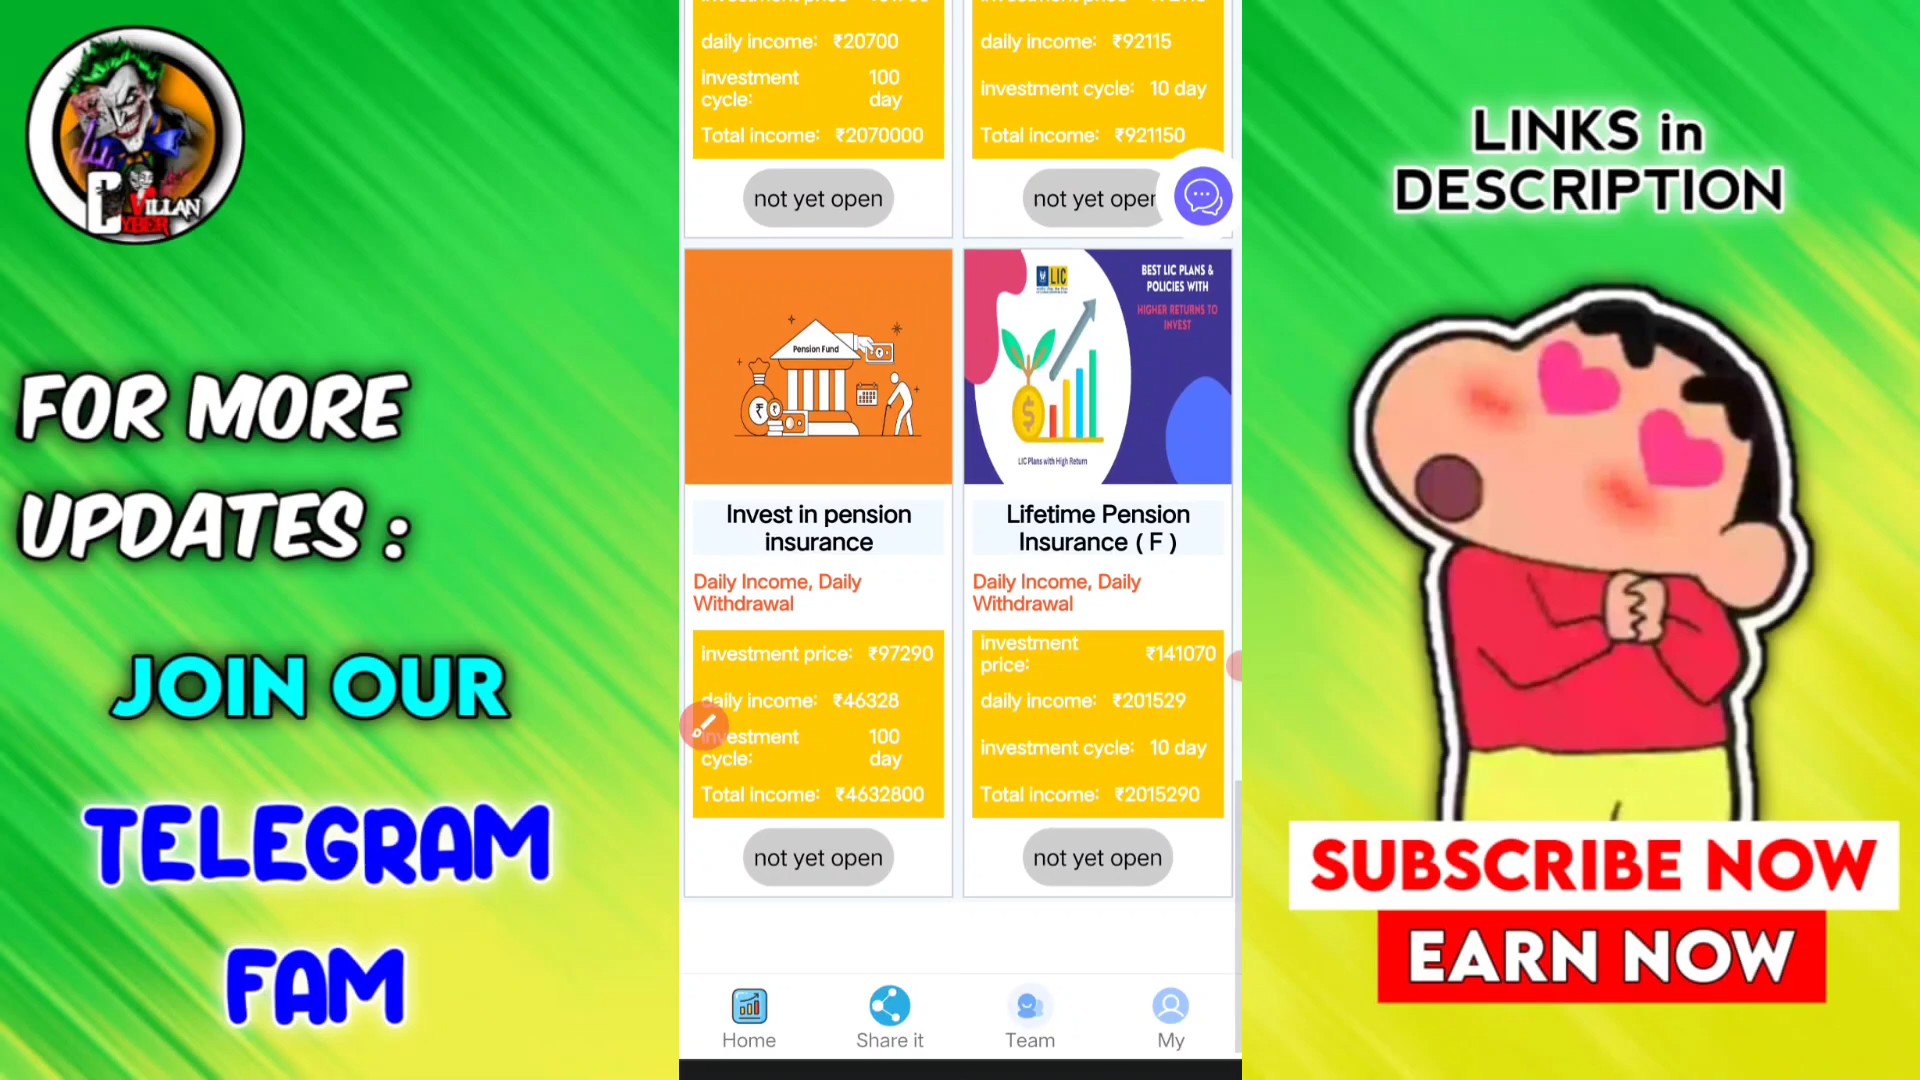 VILLAN
CYBER
FOR MORE
UPDATES :
JOIN OUR
TELEGRAM
FAM
daily income: ₹20700
investment cycle: 100 day
Total income: ₹2070000
not yet open
daily income: ₹92115
investment cycle: 10 day
Total income: ₹921150
not yet open
Pension Fund
Invest in pension
insurance
Daily Income, Daily
Withdrawal
investment price: ₹97290
daily income: ₹46328
investment cycle: 100 day
Total income: ₹4632800
not yet open
LIC
BEST LIC PLANS &
POLICIES WITH
HIGHER RETURNS TO
INVEST
LIC Plans with High Return
Lifetime Pension
Insurance ( F )
Daily Income, Daily
Withdrawal
investment price: ₹141070
daily income: ₹201529
investment cycle: 10 day
Total income: ₹2015290
not yet open
Home
Share it
Team
My
LINKS in
DESCRIPTION
SUBSCRIBE NOW
EARN NOW